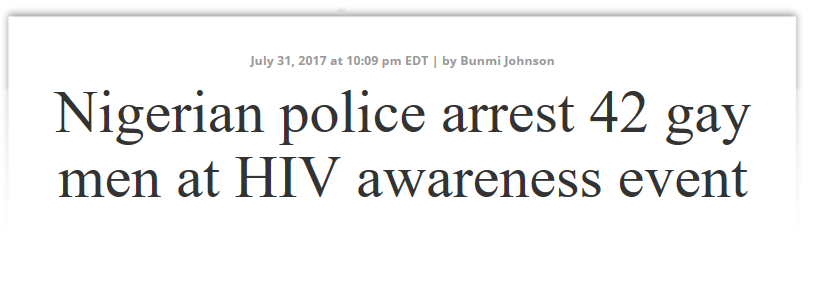 July 31, 2017 at 10:09 pm EDT | by Bunmi Johnson
Nigerian police arrest 42 gay
men at HIV awareness event